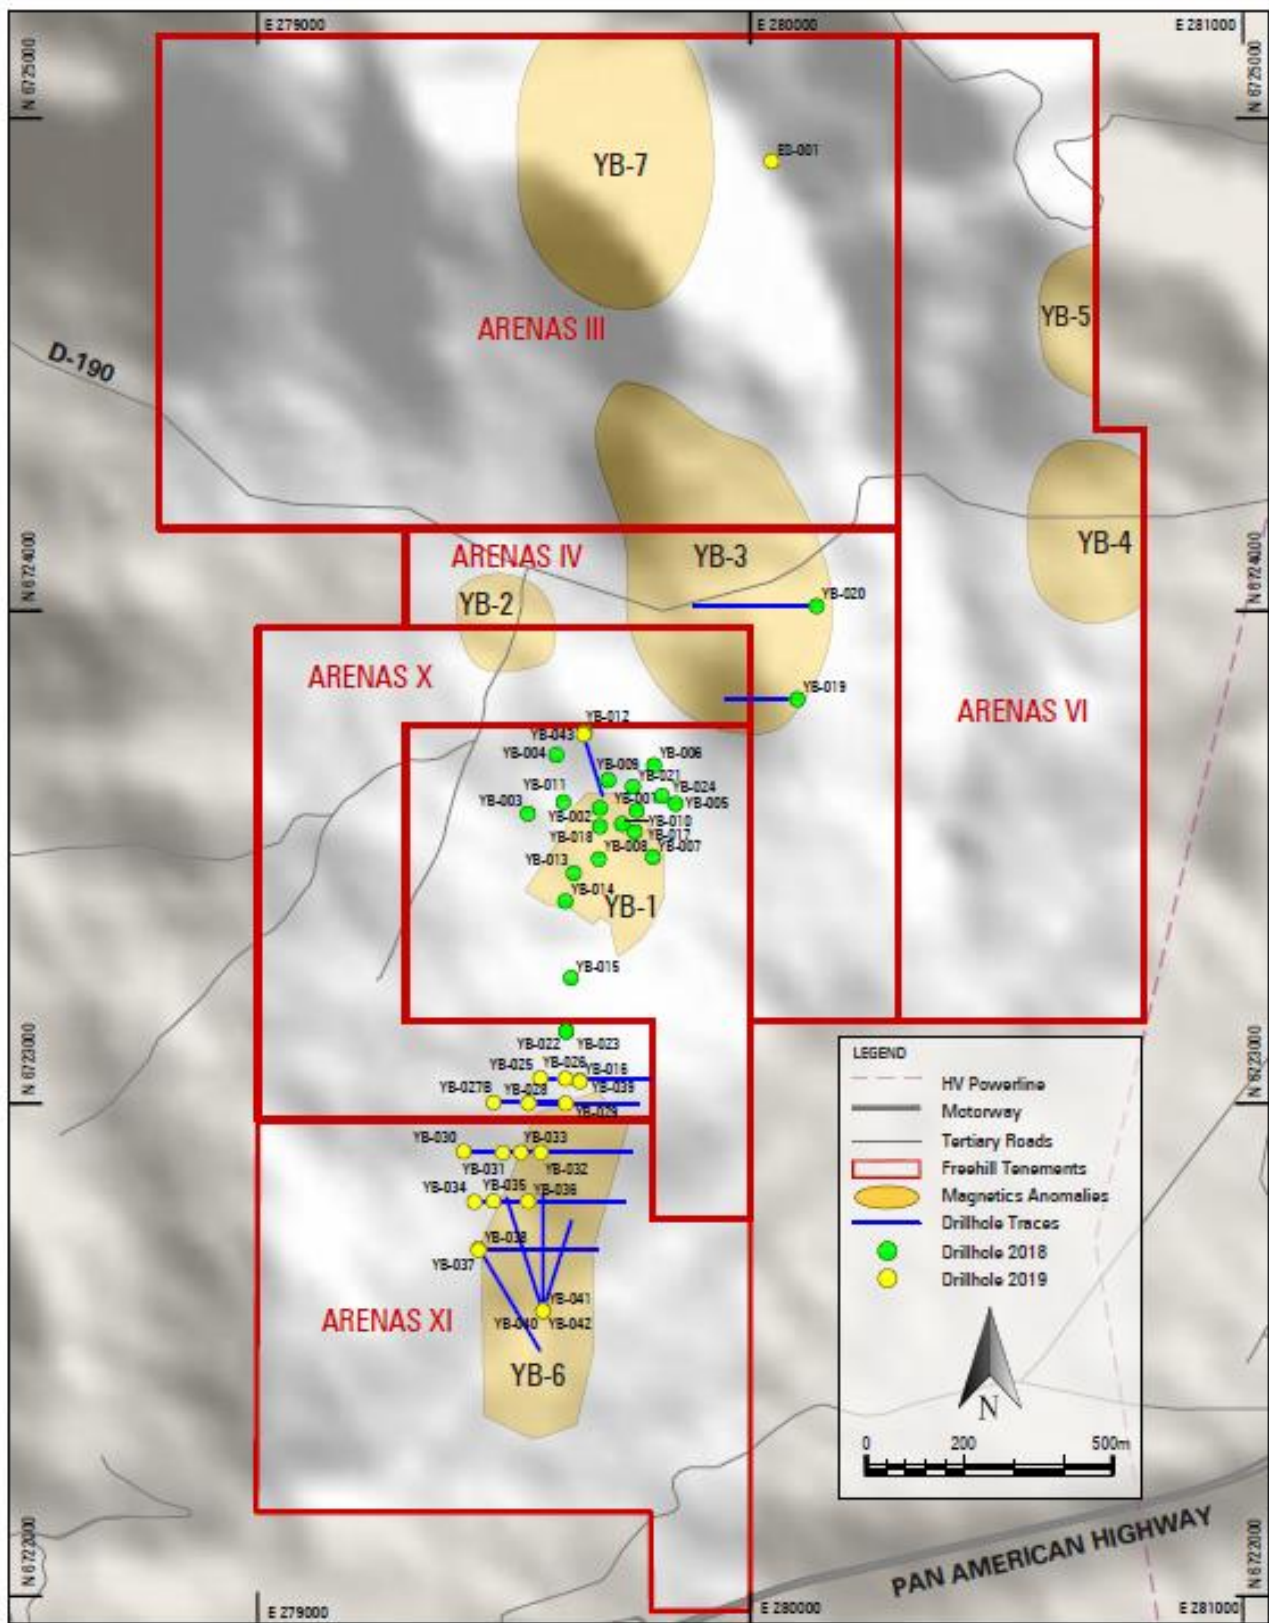 E 279000
E 280000
E 281000
N 6725000
N 6725000
ES-001
YB-7
YB-5
ARENAS III
D-190
YB-4
ARENAS IV
YB-3
N 6724000
N 6724000
YB-2
YB-020
ARENAS X
YB-019
ARENAS VI
YB-012
YB-043
YB-004
YB-006
YB-009
YB-021
YB-011
YB-024
YB-003
YB-001
YB-005
YB-002
YB-010
YB-018
YB-017
YB-008
YB-007
YB-013
YB-014
YB-1
YB-015
YB-022
YB-023
YB-025
YB-026
YB-016
YB-027B
YB-028
YB-039
YB-029
N 6723000
N 6723000
YB-030
YB-033
YB-031
YB-032
YB-034
YB-035
YB-036
YB-038
YB-037
YB-041
YB-040
YB-042
ARENAS XI
YB-6
LEGEND
HV Powerline
Motorway
Tertiary Roads
Freehill Tenements
Magnetics Anomalies
Drillhole Traces
Drillhole 2018
Drillhole 2019
N
0
200
500m
PAN AMERICAN HIGHWAY
N 6722000
N 6722000
E 279000
E 280000
E 281000